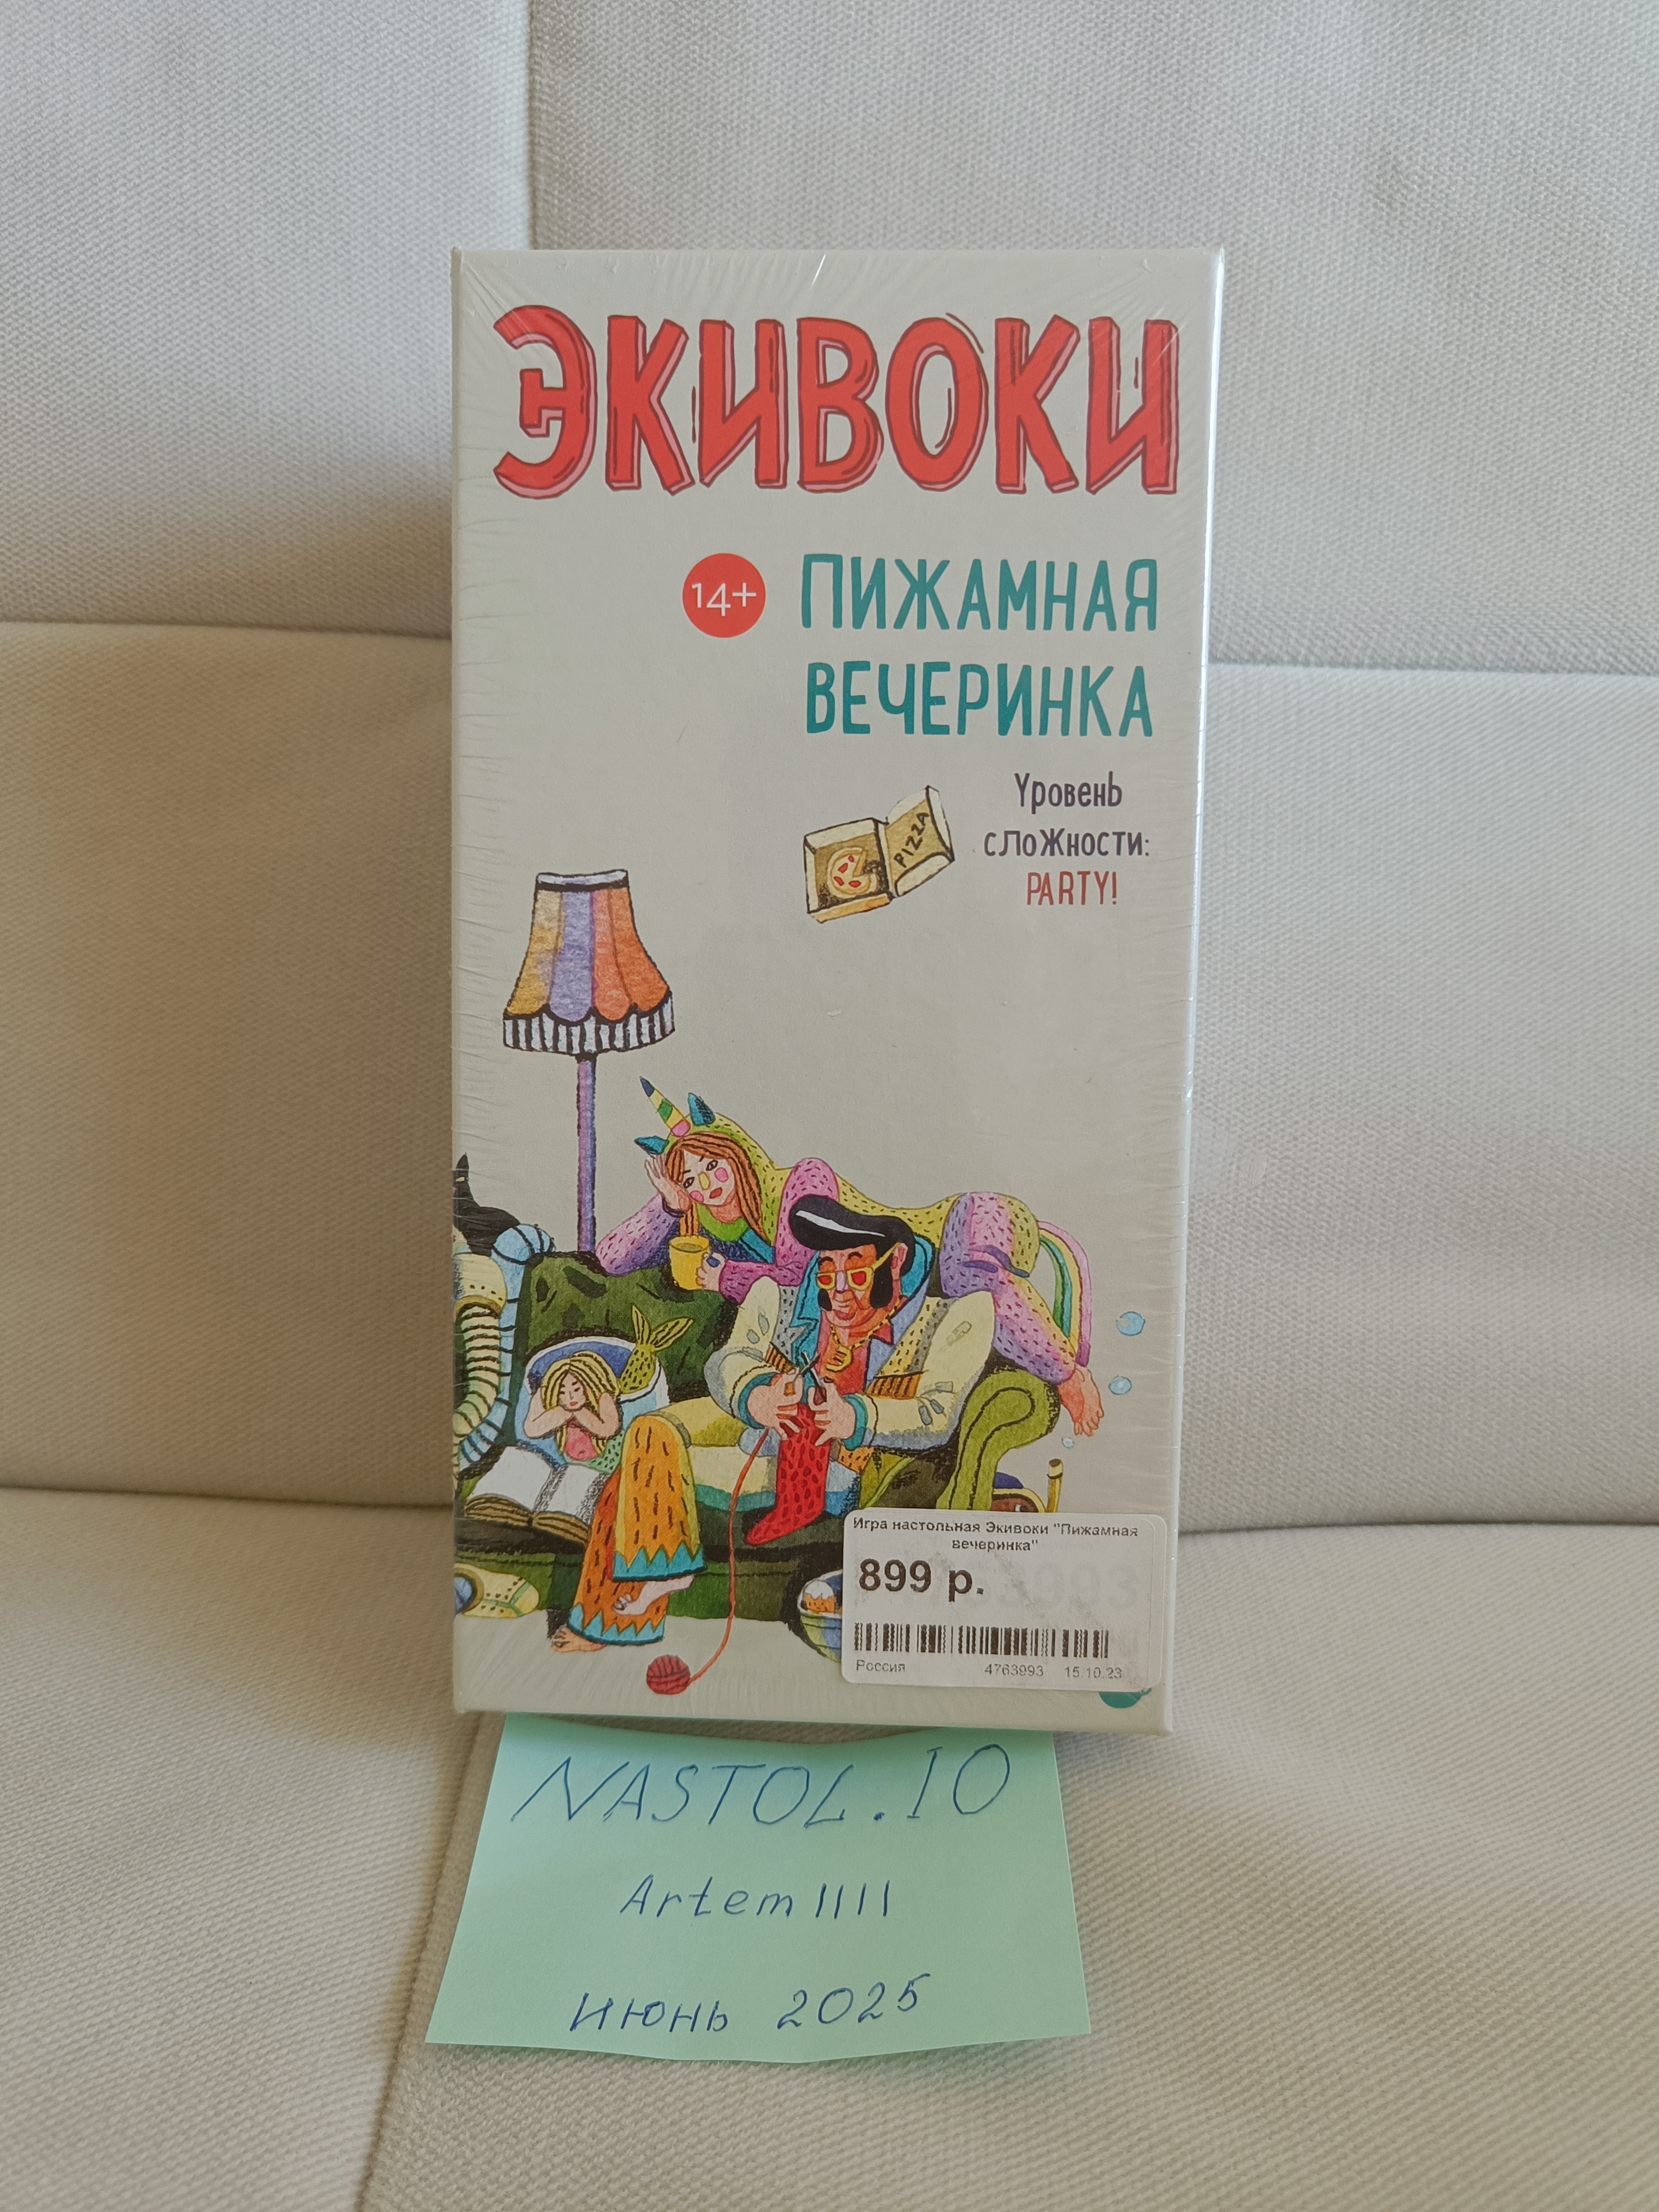 ЭКИВОКИ
14+ ПИЖАМНАЯ
ВЕЧЕРИНКА
Уровень
сложности:
PARTY!
PIZZA
Игра настольная Экивоки "Пижамная
вечеринка"
899 р.
Россия 4763993 15.10.23
NASTOL.IO
Artem1111
июнь 2025